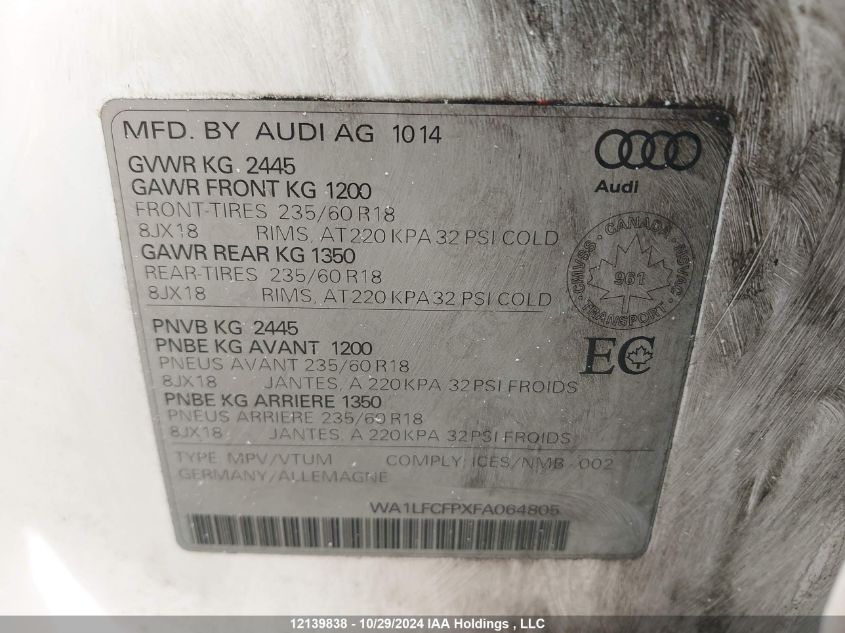 MFD. BY AUDI AG 1014
Audi
GVWR KG 2445
GAWR FRONT KG 1200
FRONT-TIRES 235/60 R18
8JX18 RIMS, AT 220 KPA 32 PSI COLD
GAWR REAR KG 1350
REAR-TIRES 235/60 R18
8JX18 RIMS, AT 220 KPA 32 PSI COLD
CMVSS · CANADA · NSVAC
961
TRANSPORT
PNVB KG 2445
PNBE KG AVANT 1200
PNEUS AVANT 235/60 R18
8JX18 JANTES, A 220 KPA 32 PSI FROIDS
PNBE KG ARRIERE 1350
PNEUS ARRIERE 235/60 R18
8JX18 JANTES, A 220 KPA 32 PSI FROIDS
EC
TYPE: MPV/VTUM COMPLY: ICES/NMB - 002
GERMANY/ALLEMAGNE
WA1LFCFPXFA064805
12139838 - 10/29/2024 IAA Holdings , LLC